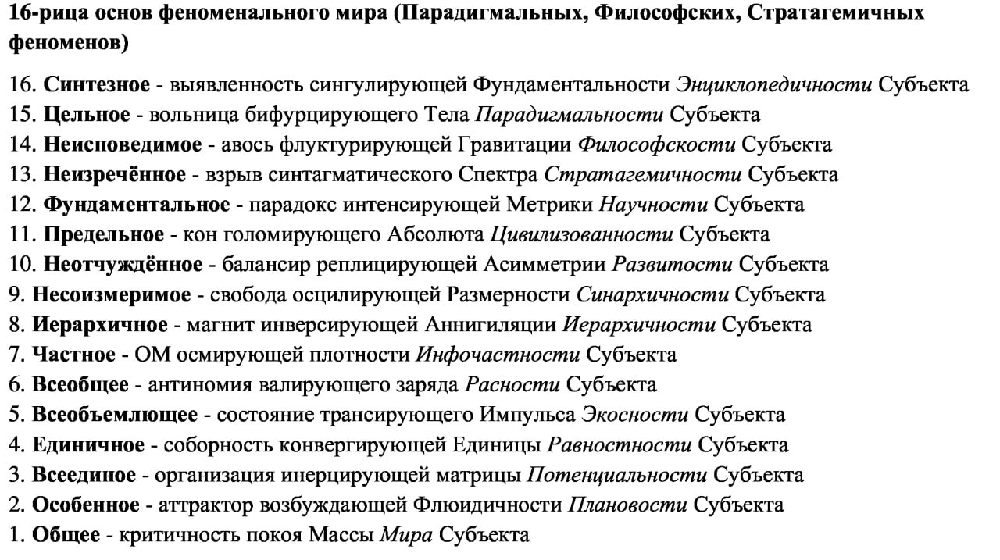 16-рица основ феноменального мира (Парадигмальных, Философских, Стратагемичных
феноменов)
16. Синтезное - выявленность сингулирующей Фундаментальности Энциклопедичности Субъекта
15. Цельное - вольница бифурцирующего Тела Парадигмальности Субъекта
14. Неисповедимое - авось флуктурирующей Гравитации Философскости Субъекта
13. Неизречённое - взрыв синтагматического Спектра Стратагемичности Субъекта
12. Фундаментальное - парадокс интенсирующей Метрики Научности Субъекта
11. Предельное - кон голомирующего Абсолюта Цивилизованности Субъекта
10. Неотчуждённое - балансир реплицирующей Асимметрии Развитости Субъекта
9. Несоизмеримое - свобода осцилирующей Размерности Синархичности Субъекта
8. Иерархичное - магнит инверсирующей Аннигиляции Иерархичности Субъекта
7. Частное - ОМ осмирующей плотности Инфочастности Субъекта
6. Всеобщее - антиномия валирующего заряда Расности Субъекта
5. Всеобъемлющее - состояние трансирующего Импульса Экосности Субъекта
4. Единичное - соборность конвергирующей Единицы Равностности Субъекта
3. Всеединое - организация инерцирующей матрицы Потенциальности Субъекта
2. Особенное - аттрактор возбуждающей Флюидичности Плановости Субъекта
1. Общее - критичность покоя Массы Мира Субъекта